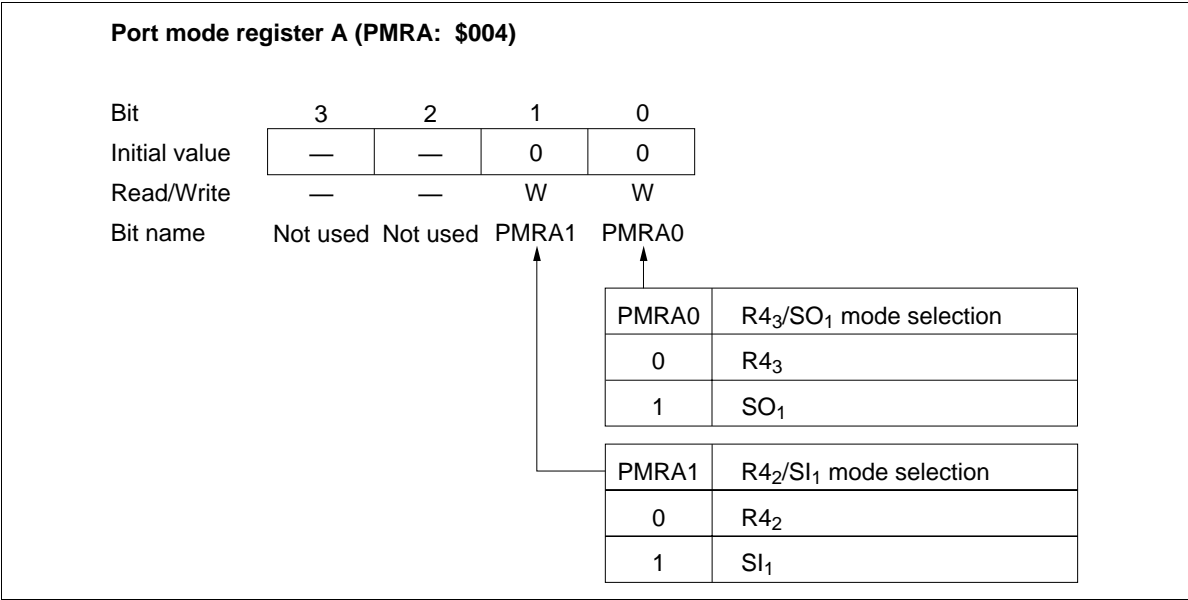 Port mode register A (PMRA: $004)
Bit 3 2 1 0
Initial value — — 0 0
Read/Write — — W W
Bit name Not used Not used PMRA1 PMRA0
PMRA0 R4₃/SO₁ mode selection
0 R4₃
1 SO₁
PMRA1 R4₂/SI₁ mode selection
0 R4₂
1 SI₁